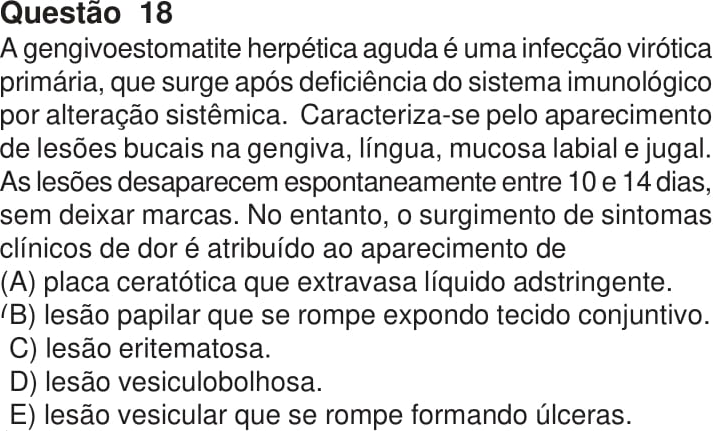 Questão 18
A gengivoestomatite herpética aguda é uma infecção virótica
primária, que surge após deficiência do sistema imunológico
por alteração sistêmica. Caracteriza-se pelo aparecimento
de lesões bucais na gengiva, língua, mucosa labial e jugal.
As lesões desaparecem espontaneamente entre 10 e 14 dias,
sem deixar marcas. No entanto, o surgimento de sintomas
clínicos de dor é atribuído ao aparecimento de
(A) placa ceratótica que extravasa líquido adstringente.
(B) lesão papilar que se rompe expondo tecido conjuntivo.
C) lesão eritematosa.
D) lesão vesiculobolhosa.
E) lesão vesicular que se rompe formando úlceras.